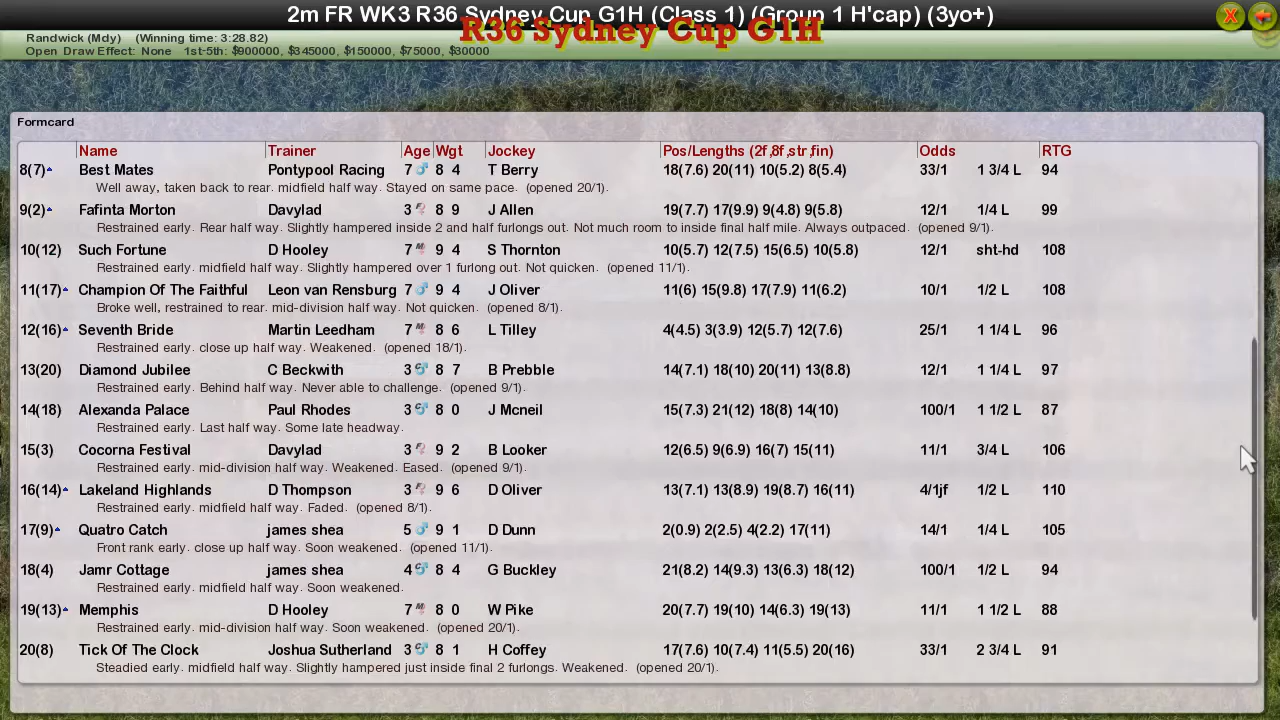 2m FR WK3 R36 Sydney Cup G1H (Class 1) (Group 1 H'cap) (3yo+)
R36 Sydney Cup G1H
Randwick (Mdy) (Winning time: 3:28.82)
Open Draw Effect: None 1st-5th: $900000, $345000, $150000, $75000, $30000
Formcard
Name Trainer Age Wgt Jockey Pos/Lengths (2f,8f,str,fin) Odds RTG
8(7) Best Mates Pontypool Racing 7 8 4 T Berry 18(7.6) 20(11) 10(5.2) 8(5.4) 33/1 1 3/4 L 94
Well away, taken back to rear. midfield half way. Stayed on same pace. (opened 20/1).
9(2) Fafinta Morton Davylad 3 8 9 J Allen 19(7.7) 17(9.9) 9(4.8) 9(5.8) 12/1 1/4 L 99
Restrained early. Rear half way. Slightly hampered inside 2 and half furlongs out. Not much room to inside final half mile. Always outpaced. (opened 9/1).
10(12) Such Fortune D Hooley 7 9 4 S Thornton 10(5.7) 12(7.5) 15(6.5) 10(5.8) 12/1 sht-hd 108
Restrained early. midfield half way. Slightly hampered over 1 furlong out. Not quicken. (opened 11/1).
11(17) Champion Of The Faithful Leon van Rensburg 7 9 4 J Oliver 11(6) 15(9.8) 17(7.9) 11(6.2) 10/1 1/2 L 108
Broke well, restrained to rear. mid-division half way. Not quicken. (opened 8/1).
12(16) Seventh Bride Martin Leedham 7 8 6 L Tilley 4(4.5) 3(3.9) 12(5.7) 12(7.6) 25/1 1 1/4 L 96
Restrained early. close up half way. Weakened. (opened 18/1).
13(20) Diamond Jubilee C Beckwith 3 8 7 B Prebble 14(7.1) 18(10) 20(11) 13(8.8) 12/1 1 1/4 L 97
Restrained early. Behind half way. Never able to challenge. (opened 9/1).
14(18) Alexanda Palace Paul Rhodes 3 8 0 J Mcneil 15(7.3) 21(12) 18(8) 14(10) 100/1 1 1/2 L 87
Restrained early. Last half way. Some late headway.
15(3) Cocorna Festival Davylad 3 9 2 B Looker 12(6.5) 9(6.9) 16(7) 15(11) 11/1 3/4 L 106
Restrained early. mid-division half way. Weakened. Eased. (opened 9/1).
16(14) Lakeland Highlands D Thompson 3 9 6 D Oliver 13(7.1) 13(8.9) 19(8.7) 16(11) 4/1jf 1/2 L 110
Restrained early. midfield half way. Faded. (opened 8/1).
17(9) Quatro Catch james shea 5 9 1 D Dunn 2(0.9) 2(2.5) 4(2.2) 17(11) 14/1 1/4 L 105
Front rank early. close up half way. Soon weakened. (opened 11/1).
18(4) Jamr Cottage james shea 4 8 4 G Buckley 21(8.2) 14(9.3) 13(6.3) 18(12) 100/1 1/2 L 94
Restrained early. midfield half way. Soon weakened.
19(13) Memphis D Hooley 7 8 0 W Pike 20(7.7) 19(10) 14(6.3) 19(13) 11/1 1 1/2 L 88
Restrained early. mid-division half way. Soon weakened. (opened 20/1).
20(8) Tick Of The Clock Joshua Sutherland 3 8 1 H Coffey 17(7.6) 10(7.4) 11(5.5) 20(16) 33/1 2 3/4 L 91
Steadied early. midfield half way. Slightly hampered just inside final 2 furlongs. Weakened. (opened 20/1).